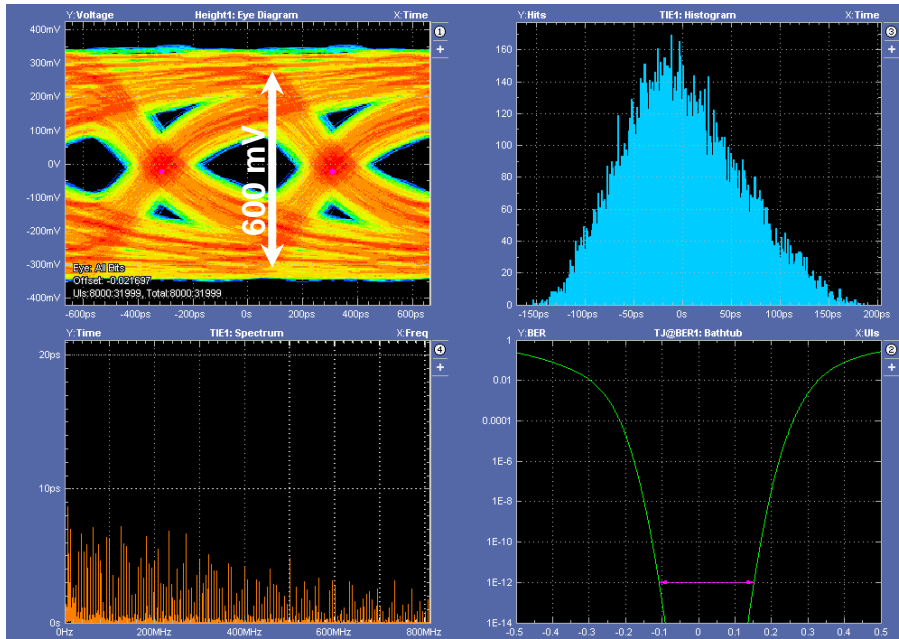 Y:Voltage Height1: Eye Diagram X:Time
400mV
300mV
200mV
100mV
0V
-100mV
-200mV
-300mV
-400mV
600 mV
Eye: All Bits
Offset: -0.021697
UIs:8000:31999, Total:8000:31999
-600ps -400ps -200ps 0s 200ps 400ps 600ps
1
+
Y:Hits TIE1: Histogram X:Time
160
140
120
100
80
60
40
20
0
-150ps -100ps -50ps 0s 50ps 100ps 150ps 200ps
3
+
Y:Time TIE1: Spectrum X:Freq
20ps
10ps
0s
0Hz 200MHz 400MHz 600MHz 800MHz
4
+
Y:BER TJ@BER1: Bathtub X:UIs
1
0.01
0.0001
1E-6
1E-8
1E-10
1E-12
1E-14
-0.5 -0.4 -0.3 -0.2 -0.1 0 0.1 0.2 0.3 0.4 0.5
2
+